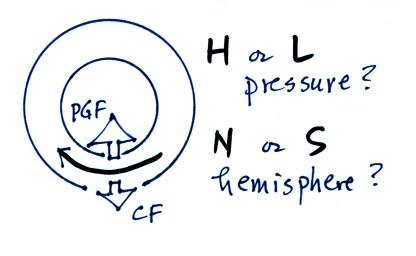 H or L
pressure?
PGF
N or S
hemisphere?
CF